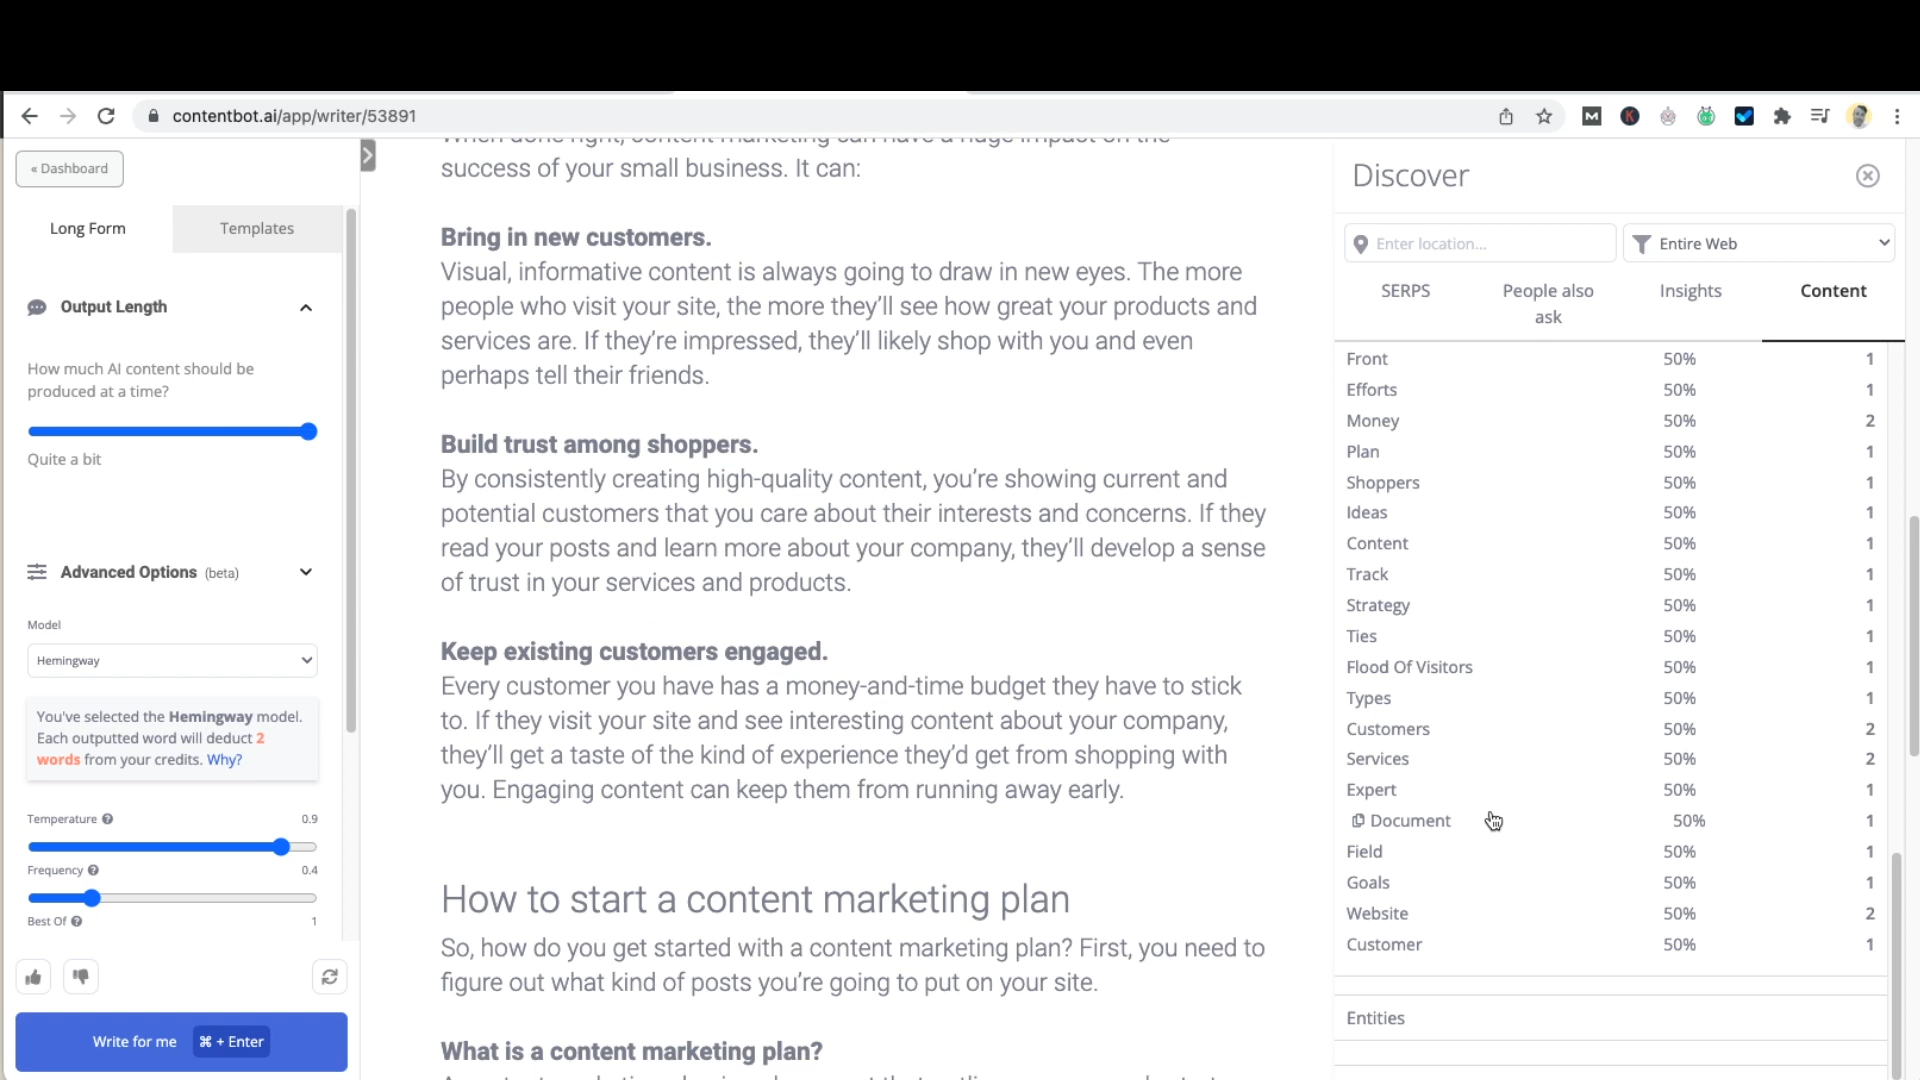 contentbot.ai/app/writer/53891
« Dashboard
Long Form
Templates
Output Length
How much AI content should be
produced at a time?
Quite a bit
Advanced Options (beta)
Model
Hemingway
You've selected the Hemingway model.
Each outputted word will deduct 2
words from your credits. Why?
Temperature
0.9
Frequency
0.4
Best Of
1
Write for me
⌘ + Enter
When done right, content marketing can have a huge impact on the
success of your small business. It can:
Bring in new customers.
Visual, informative content is always going to draw in new eyes. The more
people who visit your site, the more they’ll see how great your products and
services are. If they’re impressed, they’ll likely shop with you and even
perhaps tell their friends.
Build trust among shoppers.
By consistently creating high-quality content, you’re showing current and
potential customers that you care about their interests and concerns. If they
read your posts and learn more about your company, they’ll develop a sense
of trust in your services and products.
Keep existing customers engaged.
Every customer you have has a money-and-time budget they have to stick
to. If they visit your site and see interesting content about your company,
they’ll get a taste of the kind of experience they’d get from shopping with
you. Engaging content can keep them from running away early.
How to start a content marketing plan
So, how do you get started with a content marketing plan? First, you need to
figure out what kind of posts you’re going to put on your site.
What is a content marketing plan?
Discover
Enter location...
Entire Web
SERPS
People also
ask
Insights
Content
Front 50% 1
Efforts 50% 1
Money 50% 2
Plan 50% 1
Shoppers 50% 1
Ideas 50% 1
Content 50% 1
Track 50% 1
Strategy 50% 1
Ties 50% 1
Flood Of Visitors 50% 1
Types 50% 1
Customers 50% 2
Services 50% 2
Expert 50% 1
Document 50% 1
Field 50% 1
Goals 50% 1
Website 50% 2
Customer 50% 1
Entities